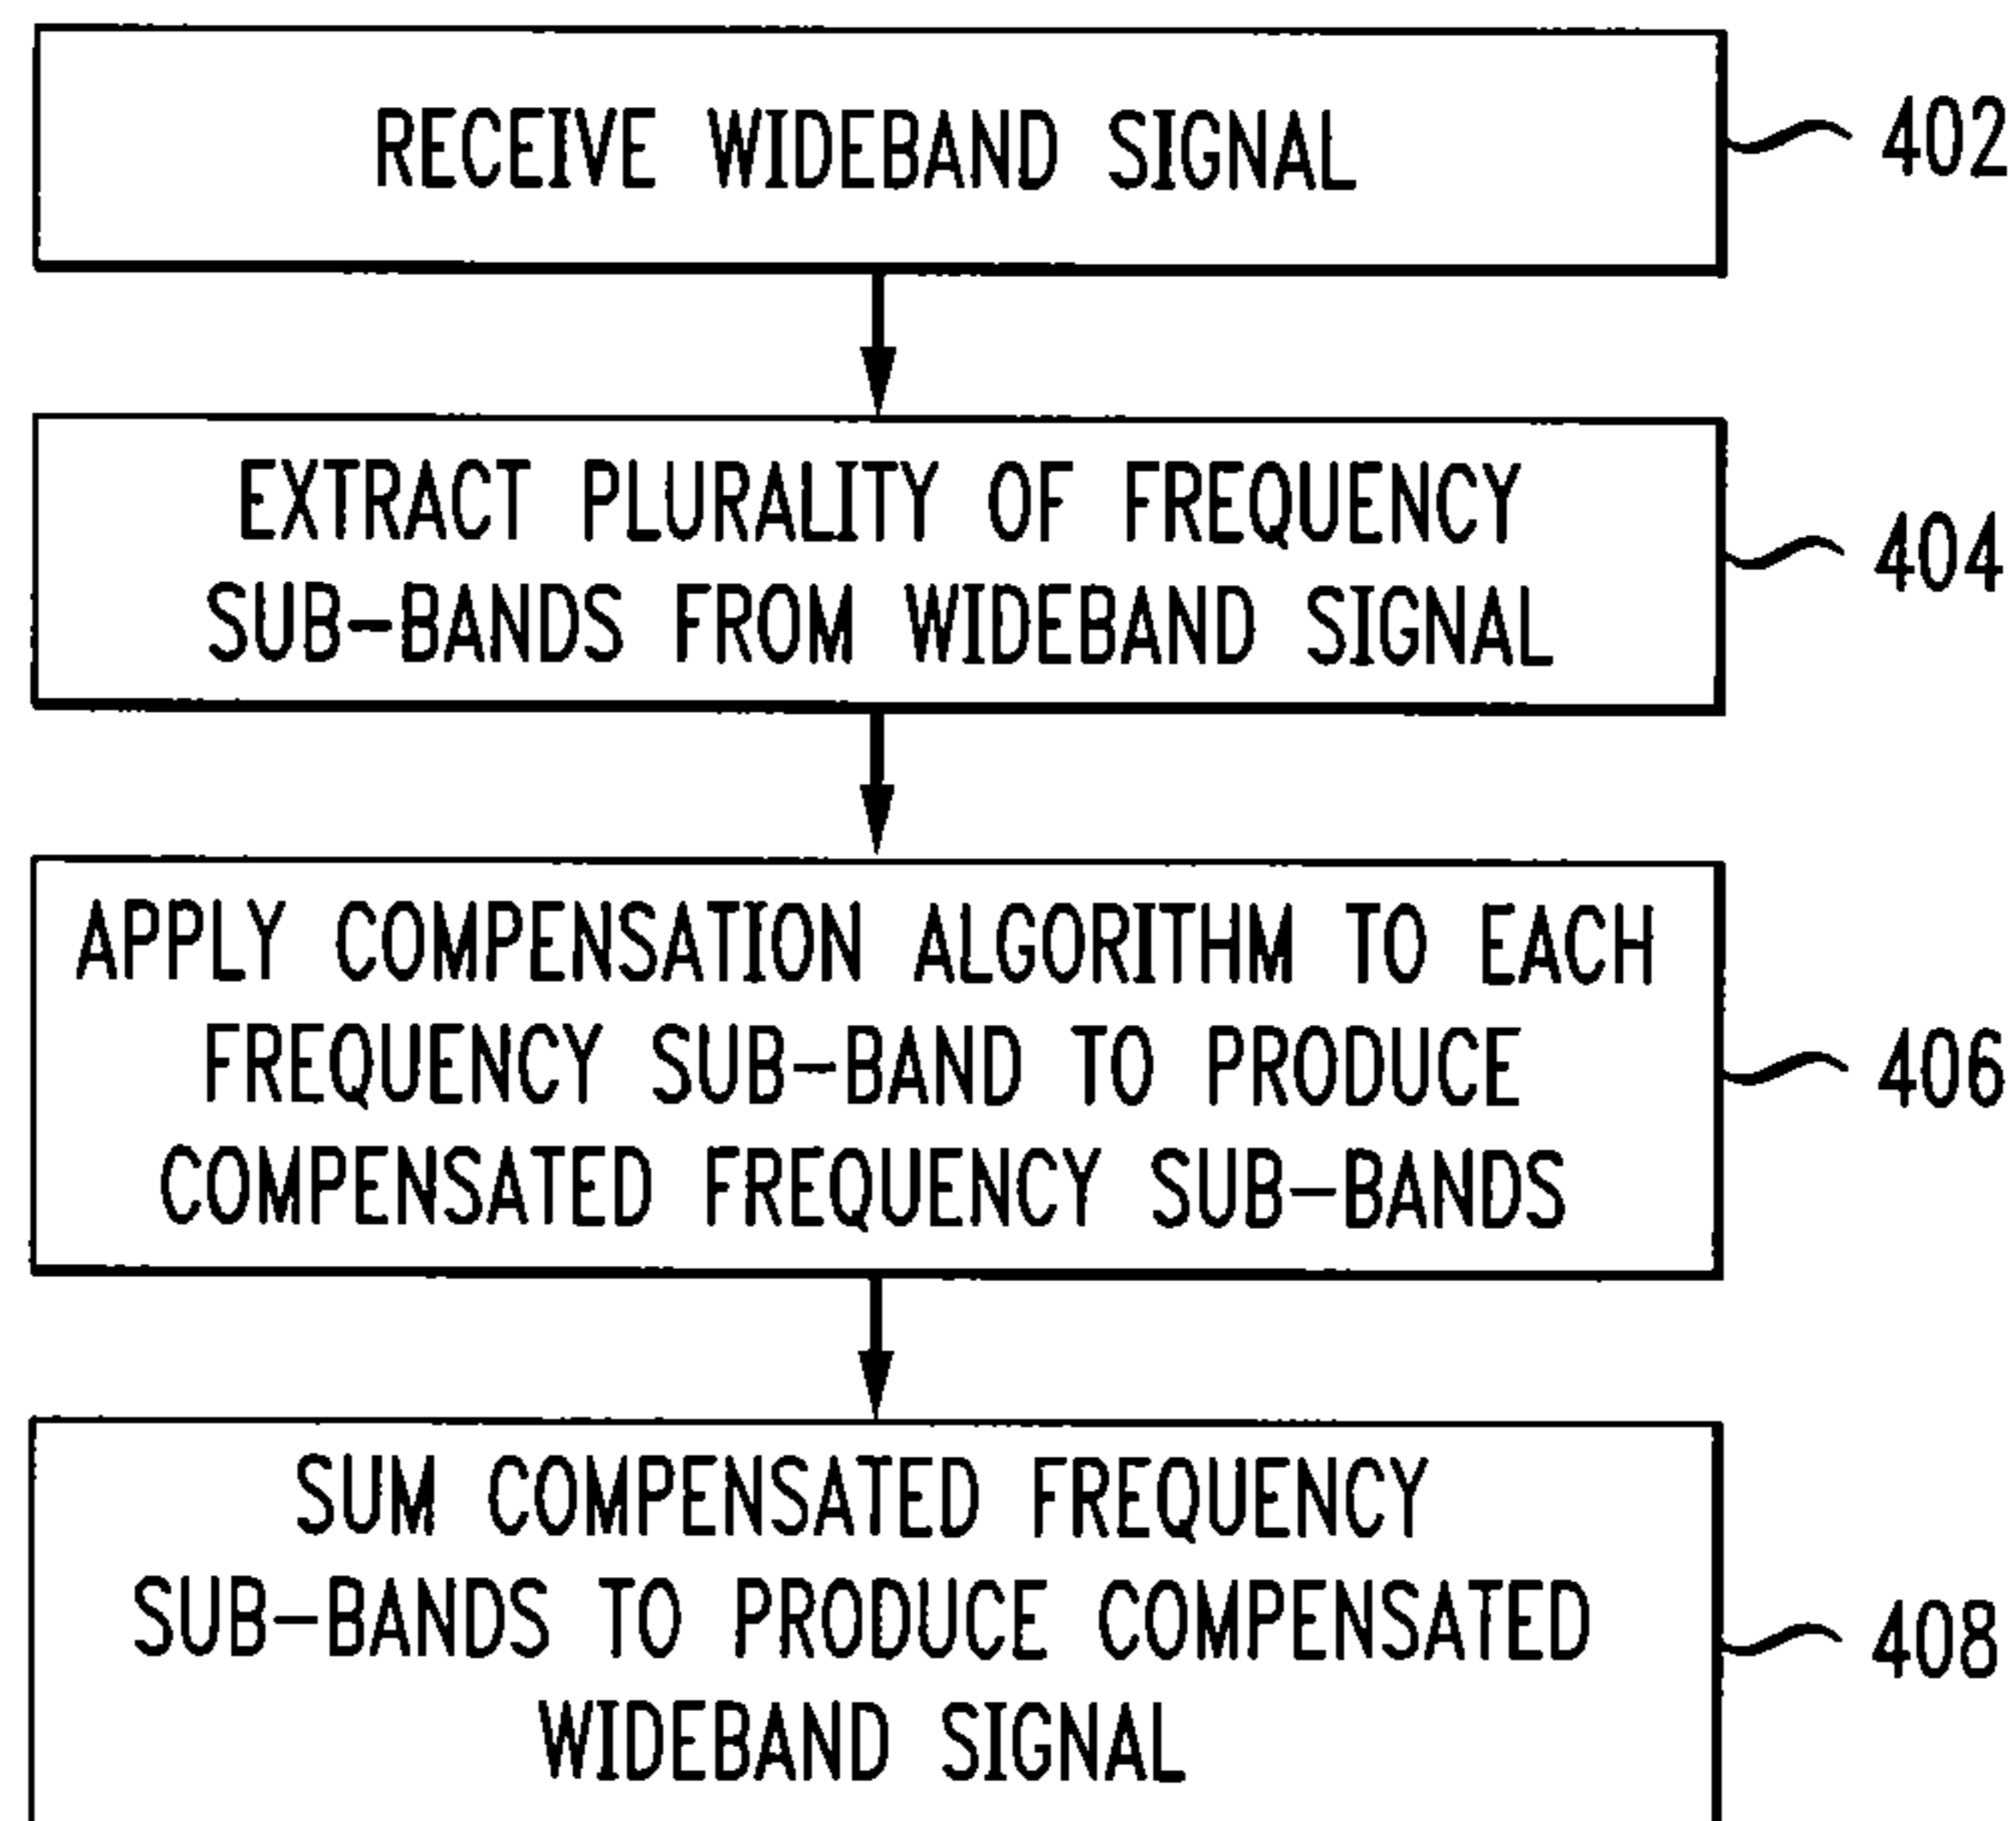 RECEIVE WIDEBAND SIGNAL
402
EXTRACT PLURALITY OF FREQUENCY
SUB-BANDS FROM WIDEBAND SIGNAL
404
APPLY COMPENSATION ALGORITHM TO EACH
FREQUENCY SUB-BAND TO PRODUCE
COMPENSATED FREQUENCY SUB-BANDS
406
SUM COMPENSATED FREQUENCY
SUB-BANDS TO PRODUCE COMPENSATED
WIDEBAND SIGNAL
408